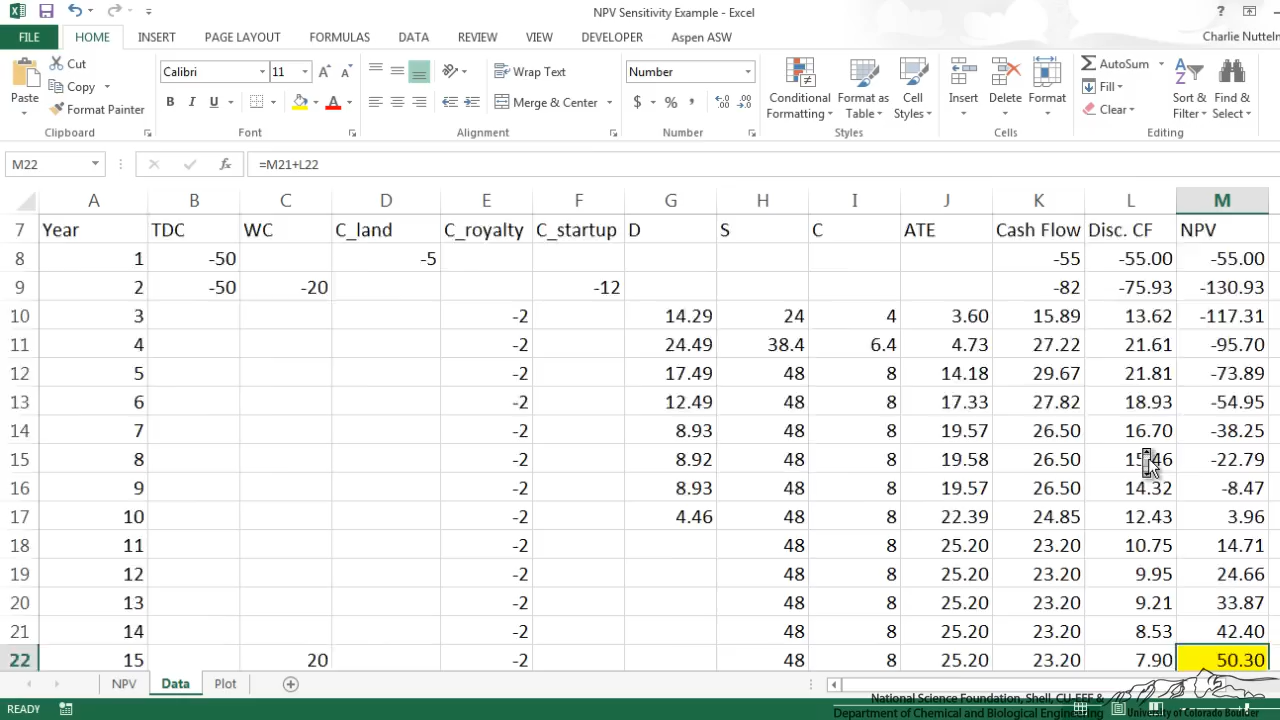 NPV Sensitivity Example - Excel
FILE HOME INSERT PAGE LAYOUT FORMULAS DATA REVIEW VIEW DEVELOPER Aspen ASW Charlie Nutteln
Paste Cut Copy Format Painter Clipboard
Calibri 11 B I U Font
Wrap Text Merge & Center Alignment
Number $ % , Number
Conditional Formatting Format as Table Cell Styles Styles
Insert Delete Format Cells
AutoSum Fill Clear Sort & Filter Find & Select Editing
M22 fx =M21+L22
A B C D E F G H I J K L M
7 Year TDC WC C_land C_royalty C_startup D S C ATE Cash Flow Disc. CF NPV
8 1 -50 -5 -55 -55.00 -55.00
9 2 -50 -20 -12 -82 -75.93 -130.93
10 3 -2 14.29 24 4 3.60 15.89 13.62 -117.31
11 4 -2 24.49 38.4 6.4 4.73 27.22 21.61 -95.70
12 5 -2 17.49 48 8 14.18 29.67 21.81 -73.89
13 6 -2 12.49 48 8 17.33 27.82 18.93 -54.95
14 7 -2 8.93 48 8 19.57 26.50 16.70 -38.25
15 8 -2 8.92 48 8 19.58 26.50 -22.79
16 9 -2 8.93 48 8 19.57 26.50 14.32 -8.47
17 10 -2 4.46 48 8 22.39 24.85 12.43 3.96
18 11 -2 48 8 25.20 23.20 10.75 14.71
19 12 -2 48 8 25.20 23.20 9.95 24.66
20 13 -2 48 8 25.20 23.20 9.21 33.87
21 14 -2 48 8 25.20 23.20 8.53 42.40
22 15 20 -2 48 8 25.20 23.20 7.90 50.30
NPV Data Plot
National Science Foundation, Shell, CU-EEF &
READY Department of Chemical and Biological Engineering University of Colorado Boulder